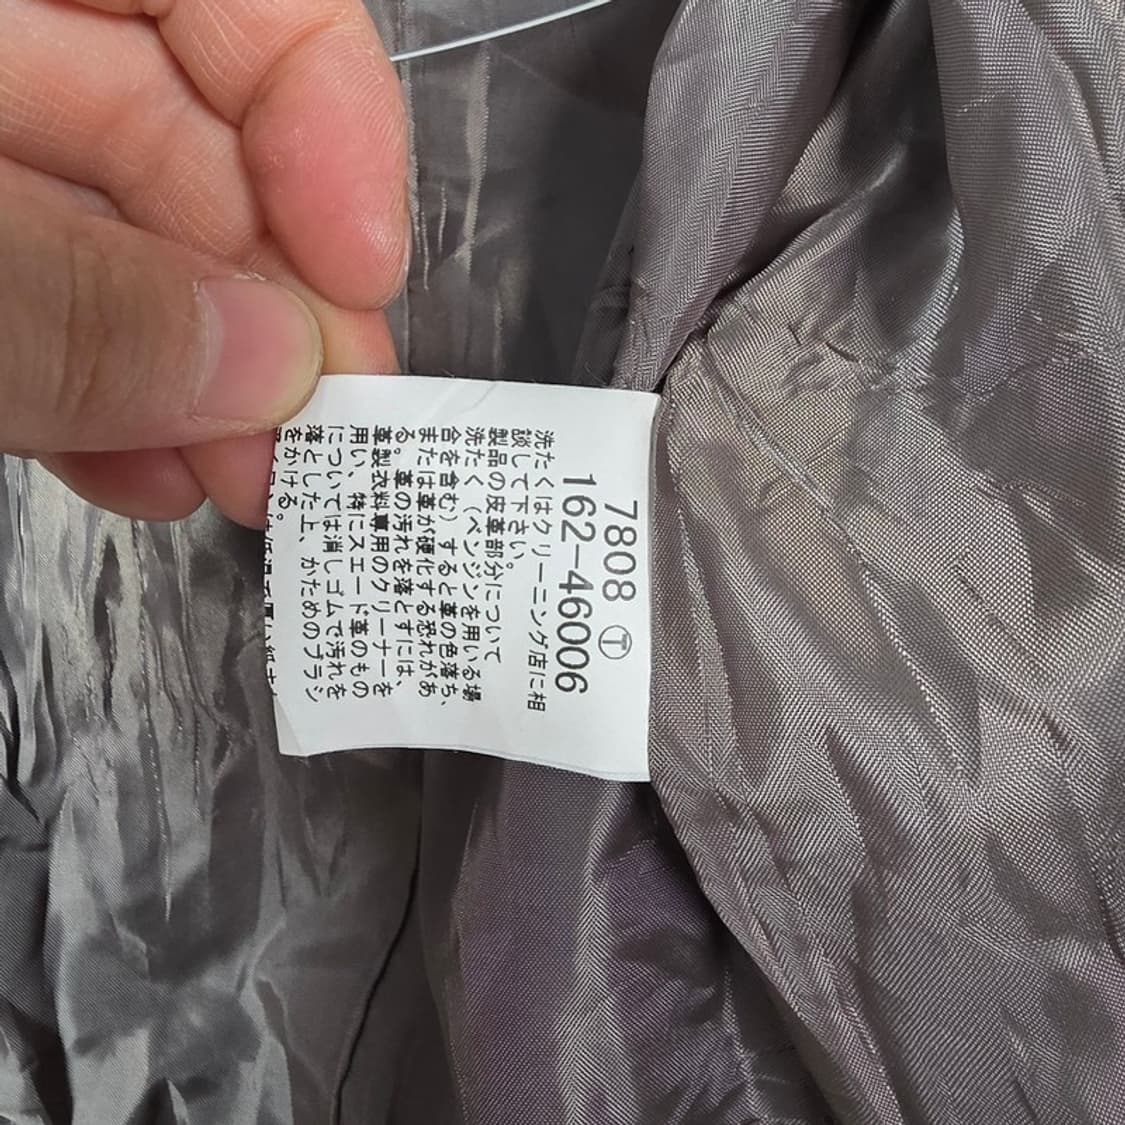 7808 Ⓣ
162-46006
洗たくはクリーニング店に相
談して下さい。
製品の皮革部分について
洗たく（ベンジンを用いる場
合を含む）すると革の色落ち、
または革が硬化する恐れがあ
る。革の汚れを落とすには、
革製衣料専用のクリーナーを
用い、特にスエード革のもの
については消しゴムで汚れを
落とした上、かためのブラシ
をかける。